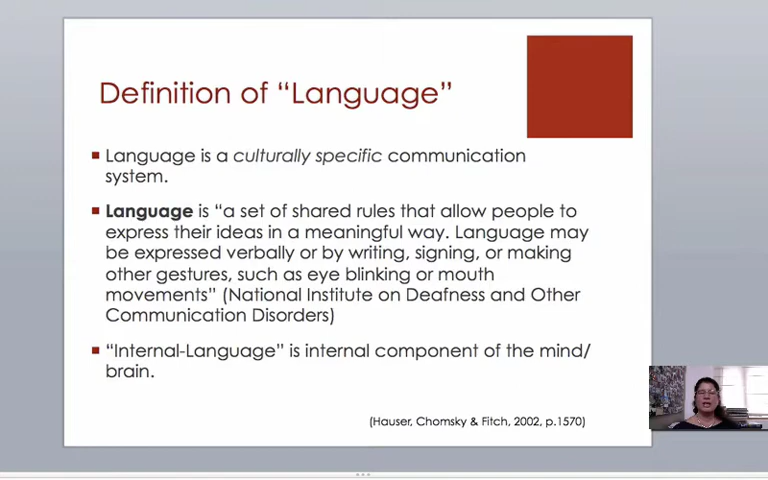 Definition of “Language”
Language is a culturally specific communication
system.
Language is “a set of shared rules that allow people to
express their ideas in a meaningful way. Language may
be expressed verbally or by writing, signing, or making
other gestures, such as eye blinking or mouth
movements” (National Institute on Deafness and Other
Communication Disorders)
“Internal-Language” is internal component of the mind/
brain.
(Hauser, Chomsky & Fitch, 2002, p.1570)